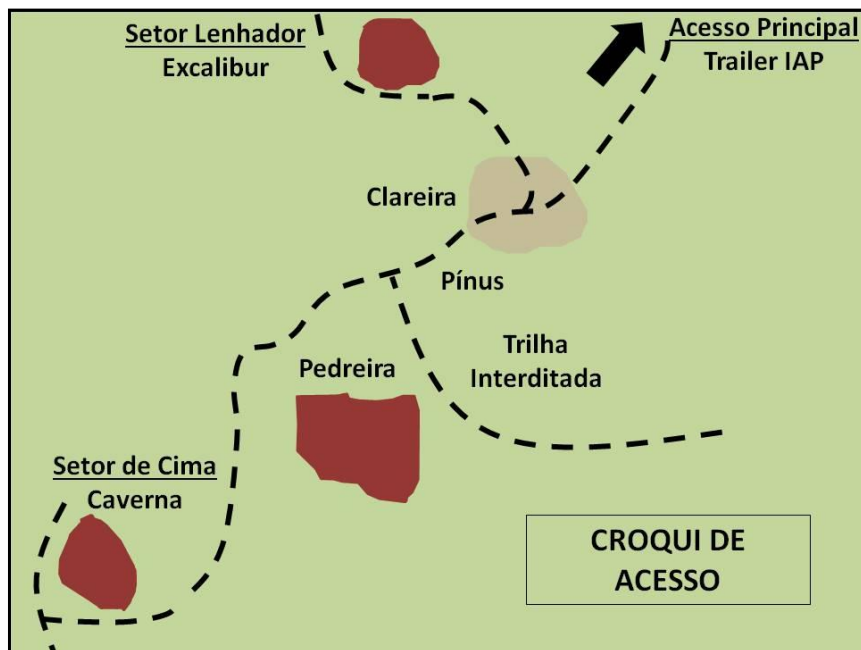 Setor Lenhador
Excalibur
Acesso Principal
Trailer IAP
Clareira
Pínus
Trilha
Interditada
Pedreira
Setor de Cima
Caverna
CROQUI DE
ACESSO